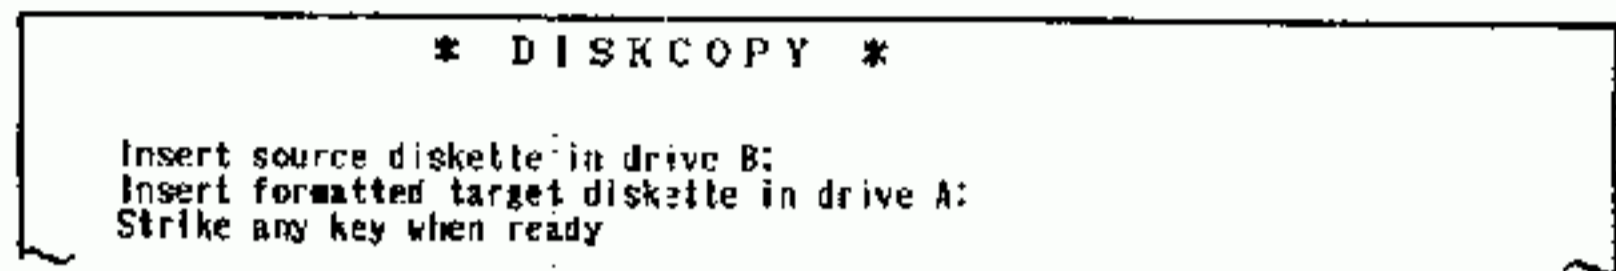 * DISKCOPY *
Insert source diskette in drive B:
Insert formatted target diskette in drive A:
Strike any key when ready